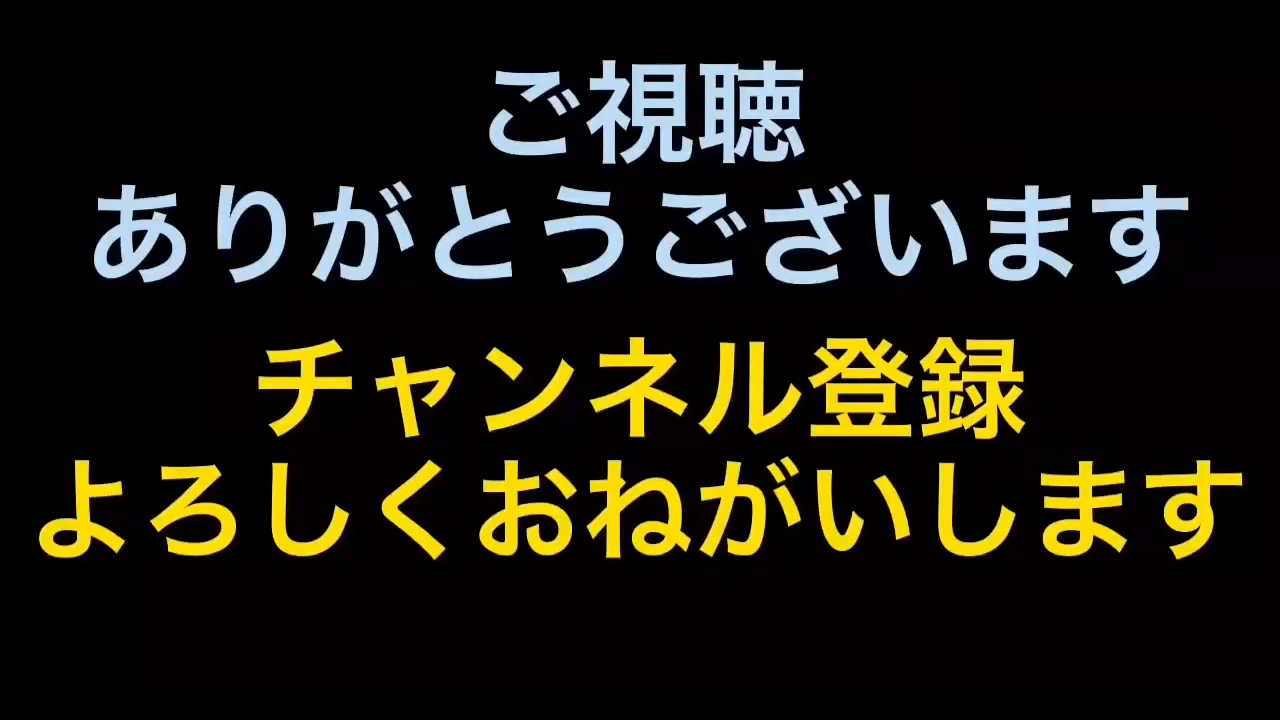 ご視聴
ありがとうございます
チャンネル登録
よろしくおねがいします